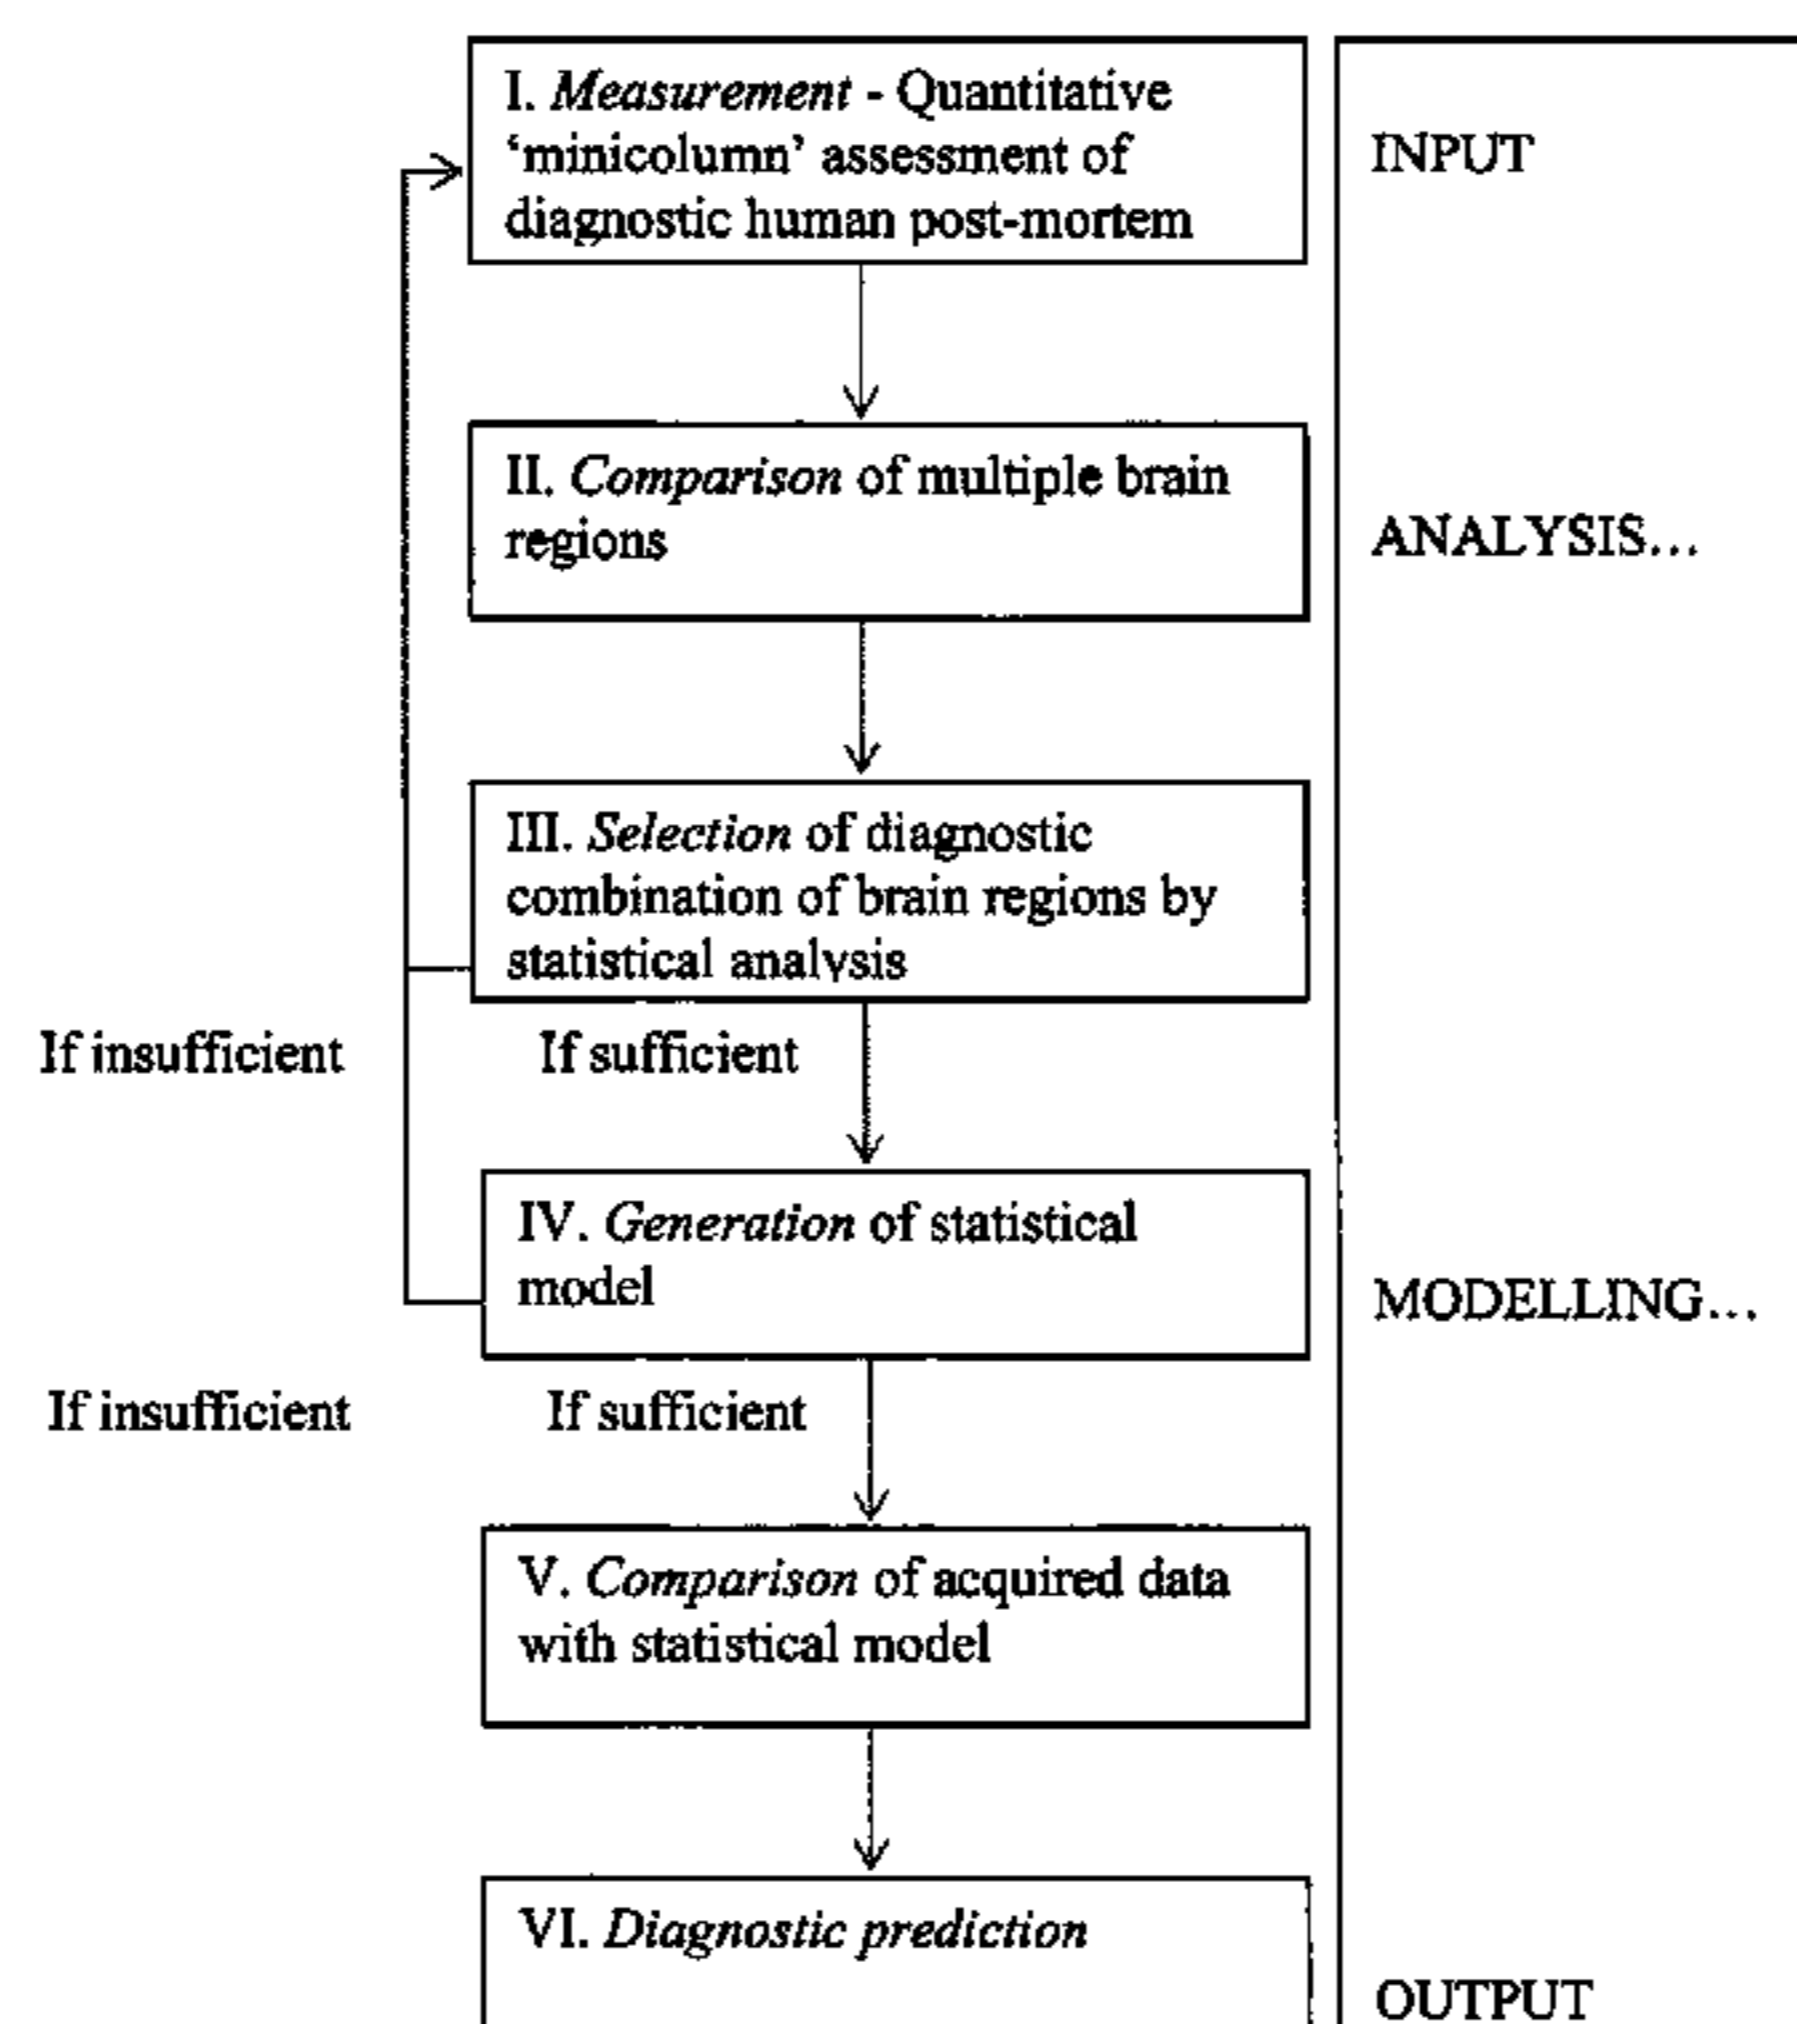 I. Measurement - Quantitative
‘minicolumn’ assessment of
diagnostic human post-mortem
INPUT
II. Comparison of multiple brain
regions
ANALYSIS...
III. Selection of diagnostic
combination of brain regions by
statistical analysis
If insufficient
If sufficient
IV. Generation of statistical
model
MODELLING...
If insufficient
If sufficient
V. Comparison of acquired data
with statistical model
VI. Diagnostic prediction
OUTPUT